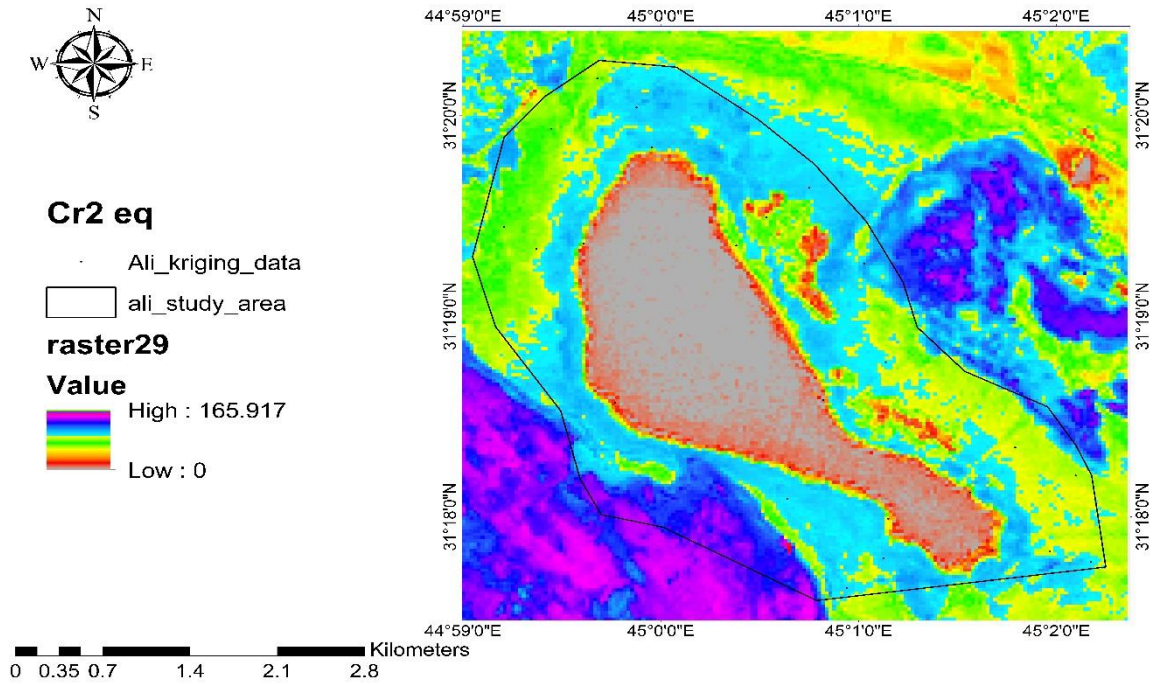 44°59'0"E 45°0'0"E 45°1'0"E 45°2'0"E
N
W E
S
31°20'0"N 31°20'0"N
Cr2 eq
Ali_kriging_data
ali_study_area
31°19'0"N 31°19'0"N
raster29
Value
High : 165.917
Low : 0
31°18'0"N 31°18'0"N
44°59'0"E 45°0'0"E 45°1'0"E 45°2'0"E
Kilometers
0 0.35 0.7 1.4 2.1 2.8